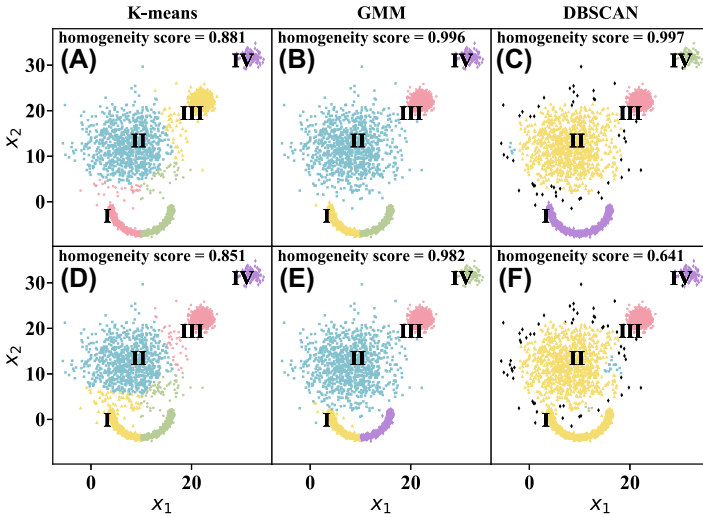 K-means GMM DBSCAN
homogeneity score = 0.881 homogeneity score = 0.996 homogeneity score = 0.997
(A) IV (B) IV (C) IV
III III III
II II II
I I I
30
20
10
0
x2
homogeneity score = 0.851 homogeneity score = 0.982 homogeneity score = 0.641
(D) IV (E) IV (F) IV
III III III
II II II
I I I
30
20
10
0
x2
0 20 0 20 0 20
x1 x1 x1